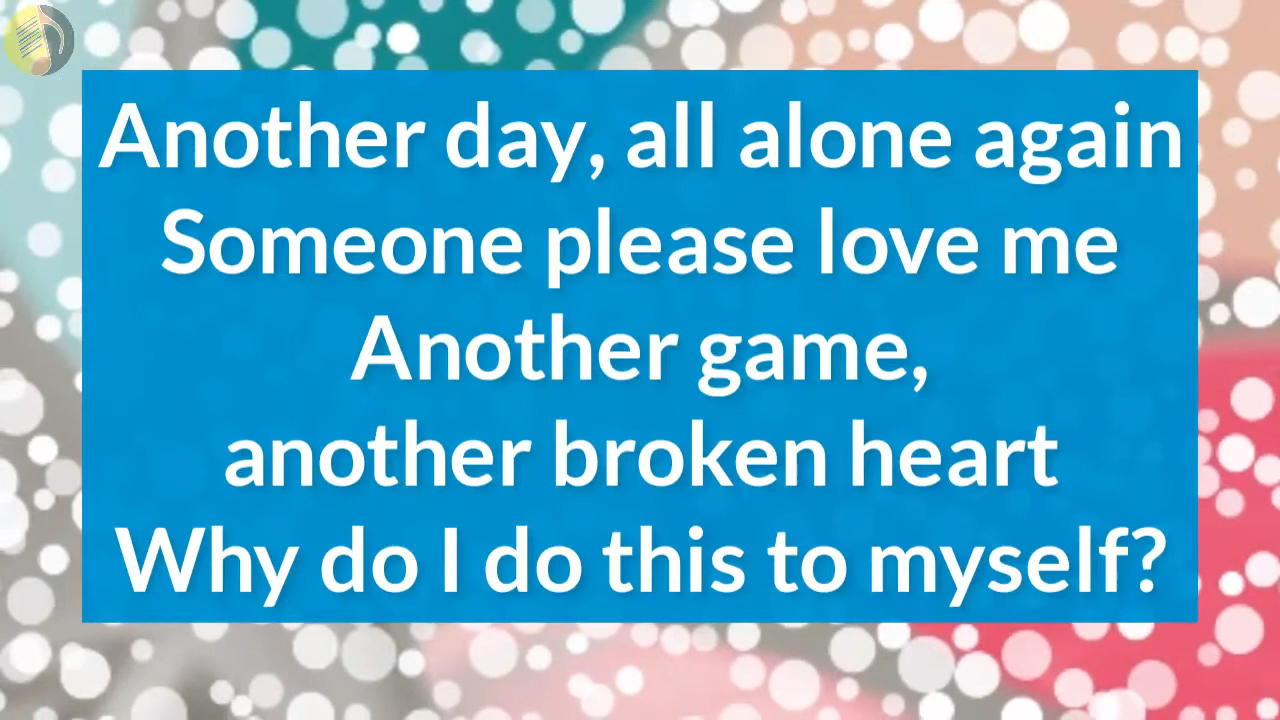 Another day, all alone again
Someone please love me
Another game,
another broken heart
Why do I do this to myself?